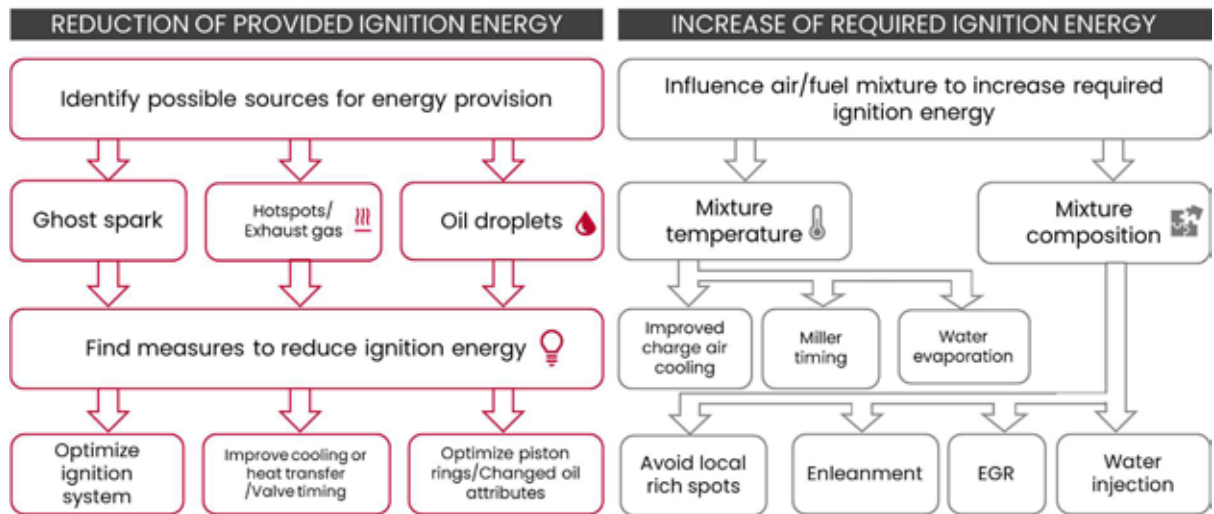 REDUCTION OF PROVIDED IGNITION ENERGY
Identify possible sources for energy provision
Ghost spark
Hotspots/
Exhaust gas
Oil droplets
Find measures to reduce ignition energy
Optimize
ignition
system
Improve cooling or
heat transfer
/Valve timing
Optimize piston
rings/Changed oil
attributes
INCREASE OF REQUIRED IGNITION ENERGY
Influence air/fuel mixture to increase required
ignition energy
Mixture
temperature
Mixture
composition
Improved
charge air
cooling
Miller
timing
Water
evaporation
Avoid local
rich spots
Enleanment
EGR
Water
injection